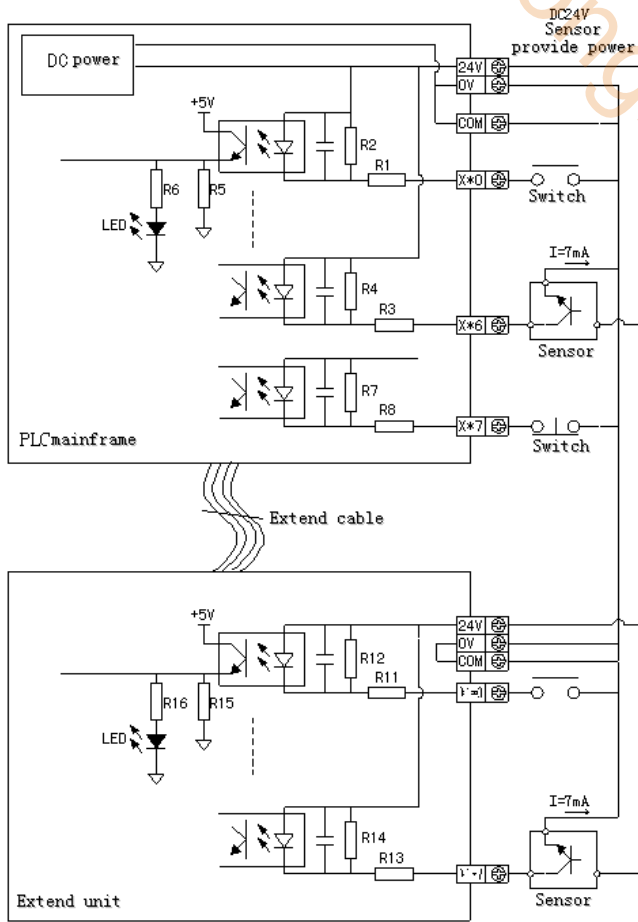 DC24V
Sensor
provide power
DC power
24V
0V
+5V
COM
R2
R1
X*0
R6
R5
Switch
LED
I=7mA
R4
R3
X*6
Sensor
R7
R8
X*7
PLCmainframe
Switch
Extend cable
+5V
24V
0V
R12
COM
R11
R16
R15
LED
I=7mA
R14
R13
Extend unit
Sensor